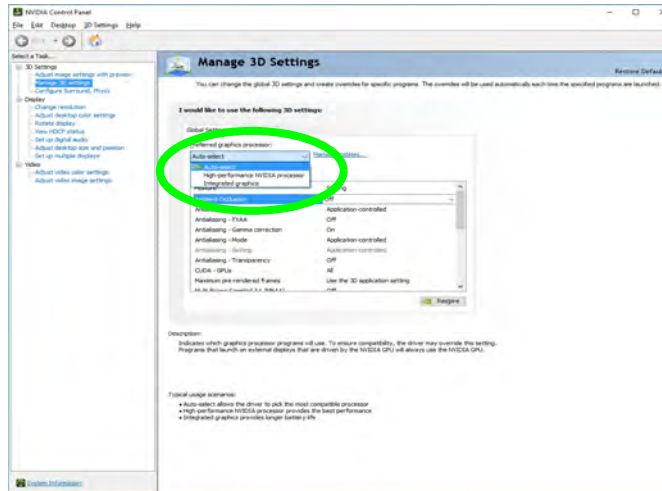 NVIDIA Control Panel
File Edit Desktop 3D Settings Help
Select a Task...
3D Settings
Adjust image settings with preview
Manage 3D settings
Configure Surround, PhysX
Display
Change resolution
Adjust desktop color settings
Rotate display
View HDCP status
Set up digital audio
Adjust desktop size and position
Set up multiple displays
Video
Adjust video color settings
Adjust video image settings
System Information
Manage 3D Settings
Restore Defaul
You can change the global 3D settings and create overrides for specific programs. The overrides will be used automatically each time the specified programs are launched.
I would like to use the following 3D settings:
Global Settings
Preferred graphics processor:
Auto-select
Auto-select
High-performance NVIDIA processor
Integrated graphics
Feature
Ambient Occlusion Off
Application-controlled
Antialiasing - FXAA Off
Antialiasing - Gamma correction On
Antialiasing - Mode Application-controlled
Antialiasing - Setting Application-controlled
Antialiasing - Transparency Off
CUDA - GPUs All
Maximum pre-rendered frames Use the 3D application setting
Restore
Description:
Indicates which graphics processor programs will use. To ensure compatibility, the driver may override this setting.
Programs that launch on external displays that are driven by the NVIDIA GPU will always use the NVIDIA GPU.
Typical usage scenarios:
• Auto-select allows the driver to pick the most compatible processor
• High-performance NVIDIA processor provides the best performance
• Integrated graphics provides longer battery life